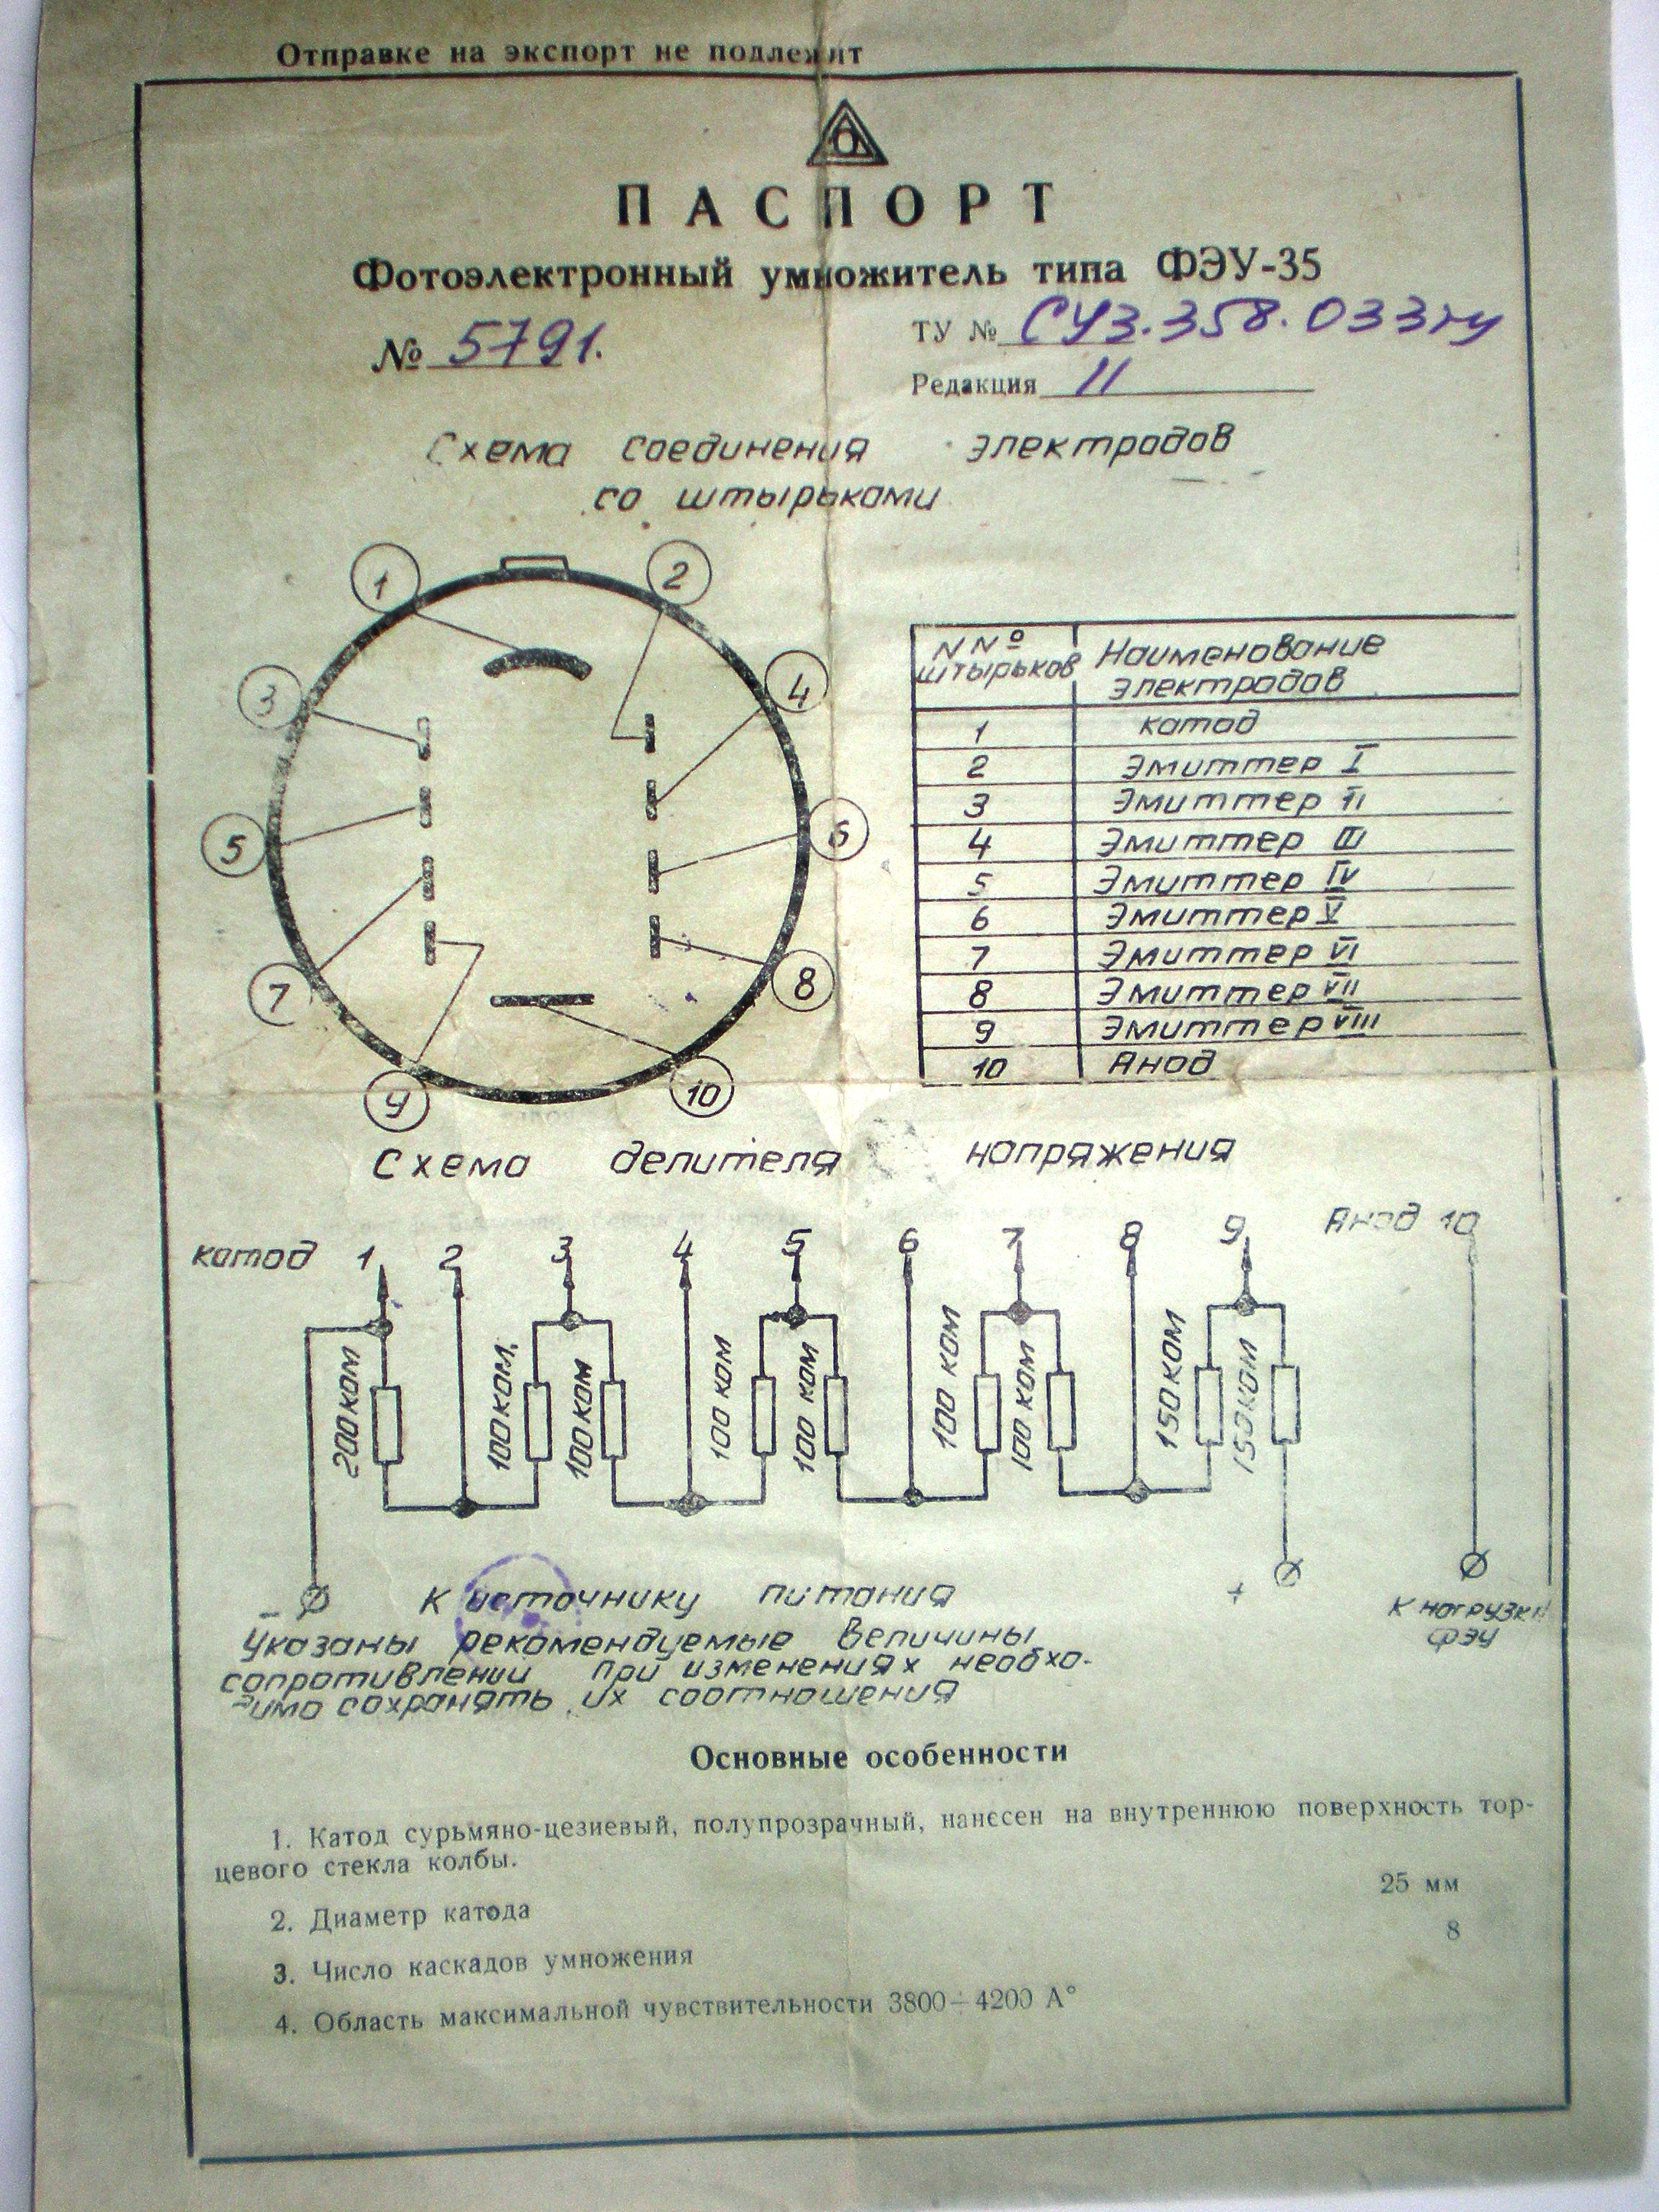 Отправке на экспорт не подлежит
ПАСПОРТ
Фотоэлектронный умножитель типа ФЭУ-35
№ 5791.
ТУ № СУ3.358.033ту
Редакция 11
Схема соединения электродов
со штырьками
1
2
3
4
5
6
7
8
9
10
NNº штырьков Наименование электродов
1 катод
2 Эмиттер I
3 Эмиттер II
4 Эмиттер III
5 Эмиттер IV
6 Эмиттер V
7 Эмиттер VI
8 Эмиттер VII
9 Эмиттер VIII
10 Анод
Схема делителя напряжения
катод 1 2 3 4 5 6 7 8 9 Анод 10
200 ком 100 ком. 100 ком 100 ком 100 ком 100 ком 100 ком 150 ком 150 ком
− К источнику питания +
К нагрузке
ФЭУ
Указаны рекомендуемые величины
сопротивлений при изменениях необхо-
димо сохранять их соотношения
Основные особенности
1. Катод сурьмяно-цезиевый, полупрозрачный, нанесен на внутреннюю поверхность тор-
цевого стекла колбы.
2. Диаметр катода 25 мм
3. Число каскадов умножения 8
4. Область максимальной чувствительности 3800÷4200 А°